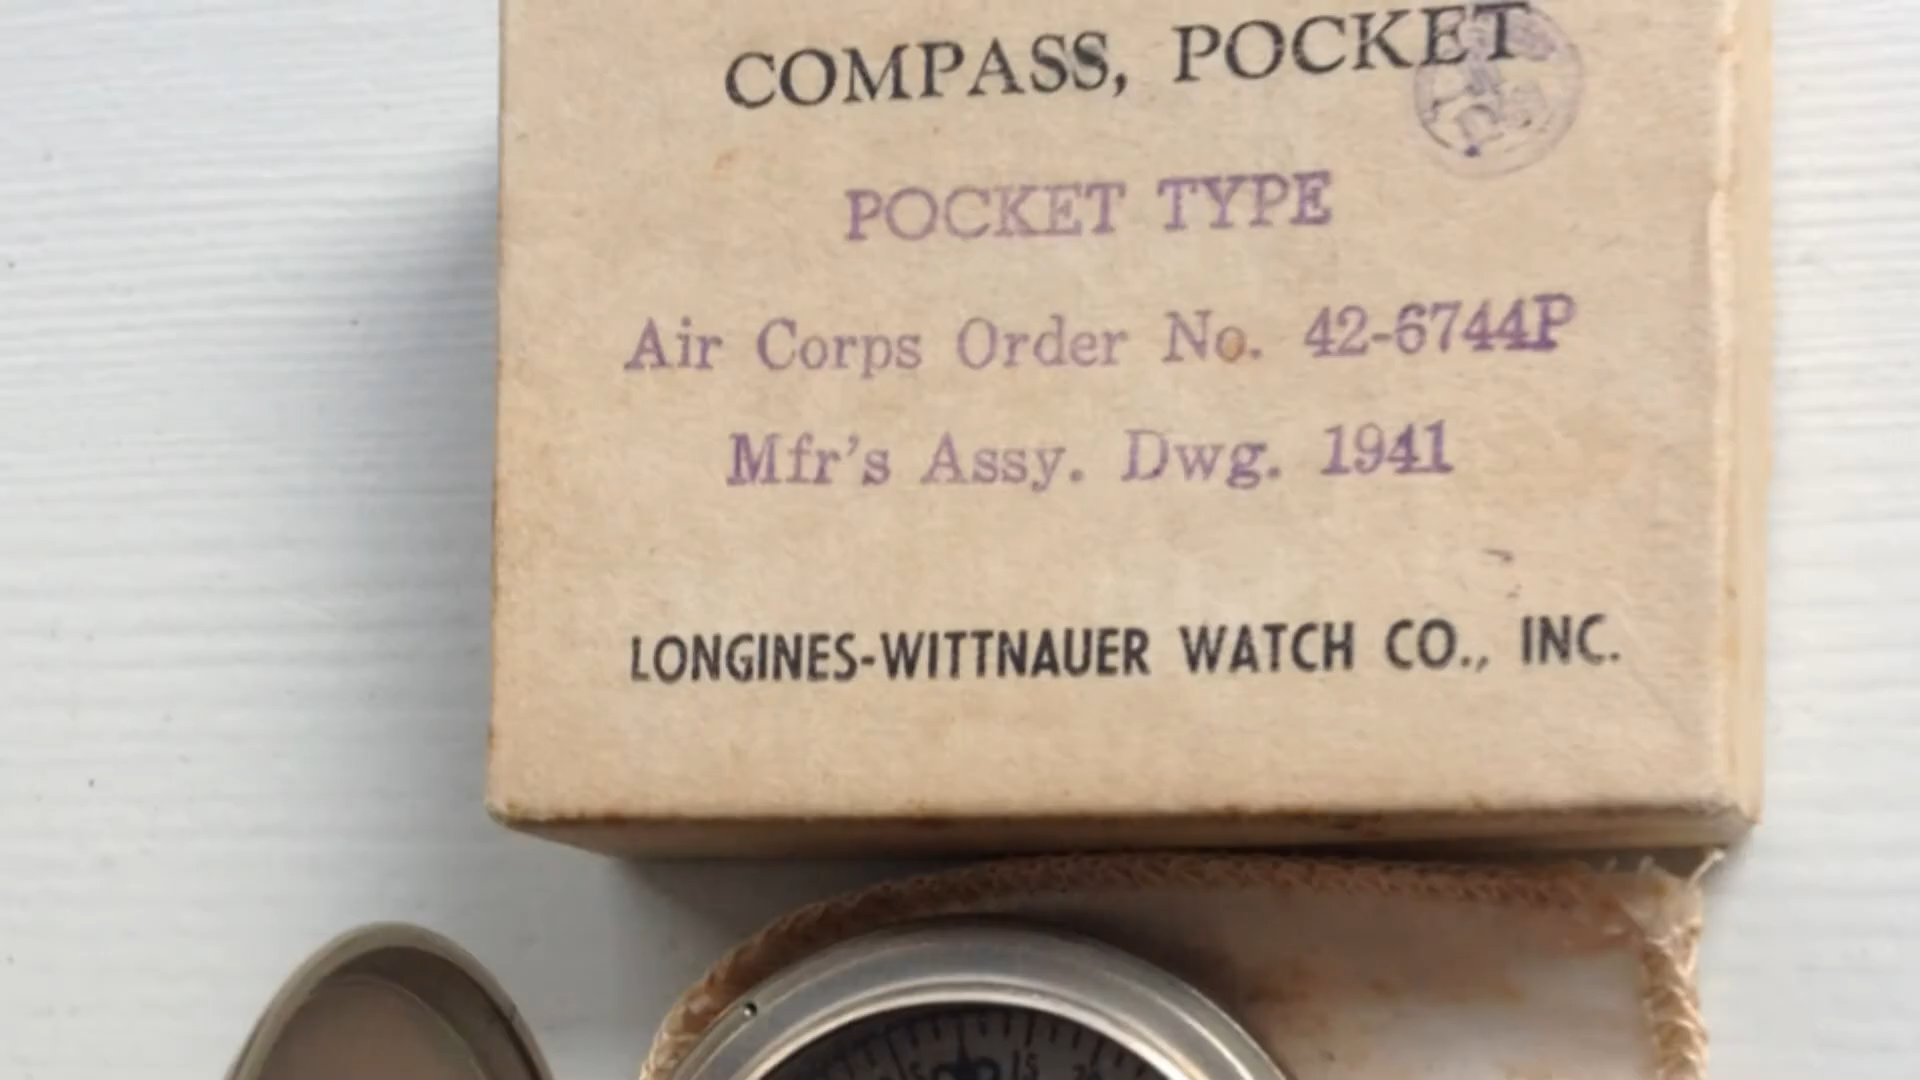 COMPASS, POCKET
POCKET TYPE
Air Corps Order No. 42-6744P
Mfr's Assy. Dwg. 1941
LONGINES-WITTNAUER WATCH CO., INC.